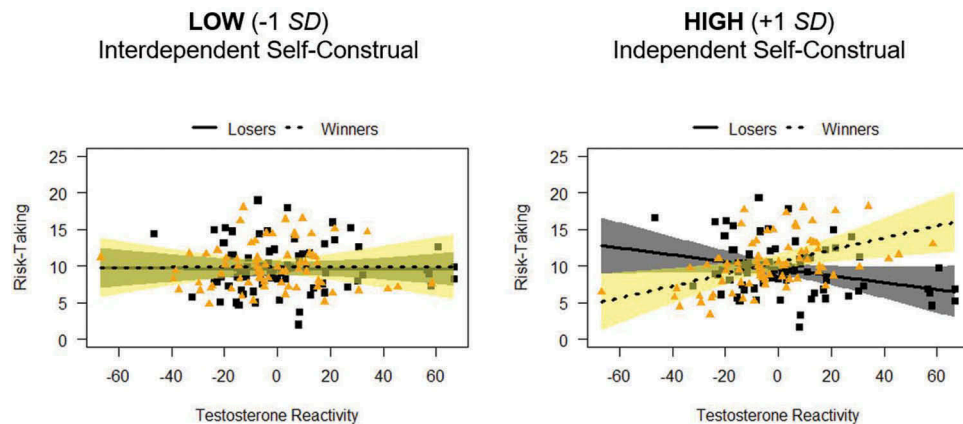 LOW (-1 SD)
Interdependent Self-Construal
Losers
Winners
25
20
15
10
5
0
Risk-Taking
-60
-40
-20
0
20
40
60
Testosterone Reactivity
HIGH (+1 SD)
Independent Self-Construal
Losers
Winners
25
20
15
10
5
0
Risk-Taking
-60
-40
-20
0
20
40
60
Testosterone Reactivity